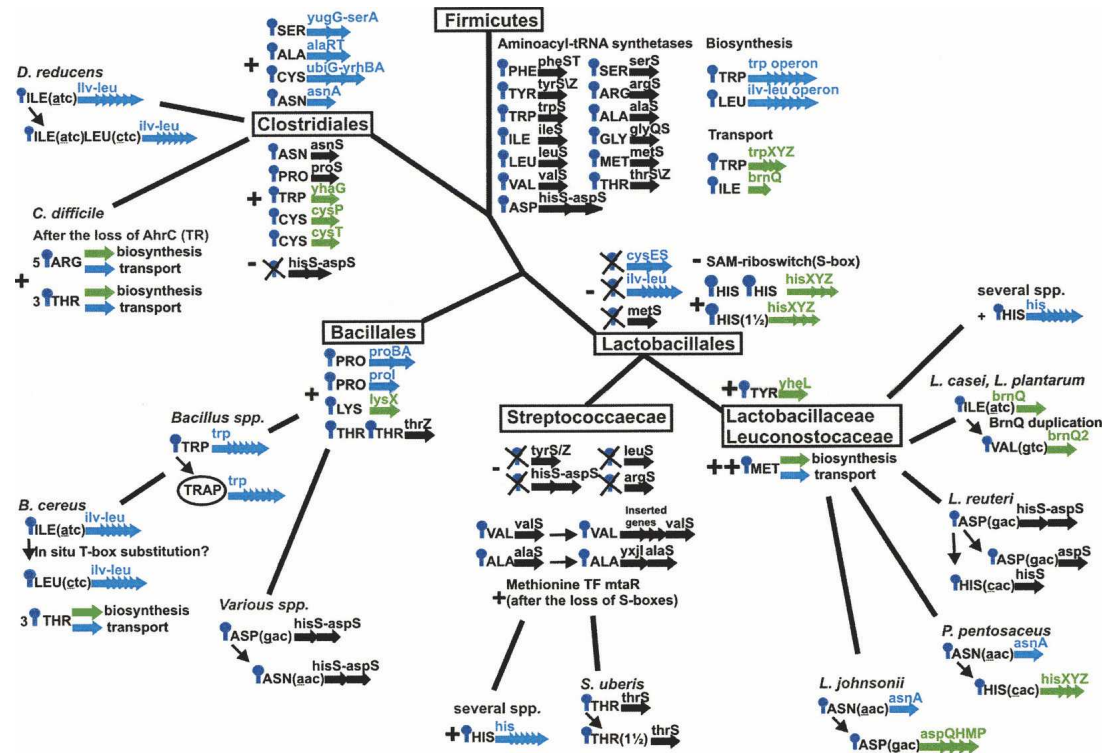 Firmicutes
Aminoacyl-tRNA synthetases
PHE pheST
TYR tyrS\Z
TRP trpS
ILE ileS
LEU leuS
VAL valS
ASP hisS-aspS
SER serS
ARG argS
ALA alaS
GLY glyQS
MET metS
THR thrS\Z
Biosynthesis
TRP trp operon
LEU ilv-leu operon
Transport
TRP trpXYZ
ILE brnQ
+
SER yugG-serA
ALA alaRT
CYS ubiG-yrhBA
ASN asnA
Clostridiales
+
ASN asnS
PRO proS
TRP yhaG
CYS cysP
CYS cysT
- hisS-aspS
D. reducens
ILE(atc) ilv-leu
ILE(atc)LEU(ctc) ilv-leu
C. difficile
After the loss of AhrC (TR)
+
5 ARG biosynthesis
transport
3 THR biosynthesis
transport
Bacillales
+
PRO proBA
PRO proI
LYS lysX
THR THR thrZ
Bacillus spp.
TRP trp
TRAP trp
B. cereus
ILE(atc) ilv-leu
In situ T-box substitution?
LEU(ctc) ilv-leu
3 THR biosynthesis
transport
Various spp.
ASP(gac) hisS-aspS
ASN(aac) hisS-aspS
-
cysES
ilv-leu
metS
- SAM-riboswitch(S-box)
+
HIS HIS hisXYZ
HIS(1½) hisXYZ
Lactobacillales
Streptococcaecae
-
tyrS/Z
hisS-aspS
leuS
argS
VAL valS
VAL Inserted genes valS
ALA alaS
ALA yxjI alaS
Methionine TF mtaR
+(after the loss of S-boxes)
several spp.
+ HIS his
S. uberis
THR thrS
THR(1½) thrS
+ TYR yheL
Lactobacillaceae
Leuconostocaceae
++ MET biosynthesis
transport
several spp.
+ HIS his
L. casei, L. plantarum
ILE(atc) brnQ
BrnQ duplication
VAL(gtc) brnQ2
L. reuteri
ASP(gac) hisS-aspS
ASP(gac) aspS
HIS(cac) hisS
P. pentosaceus
ASN(aac) asnA
HIS(cac) hisXYZ
L. johnsonii
ASN(aac) asnA
ASP(gac) aspQHMP